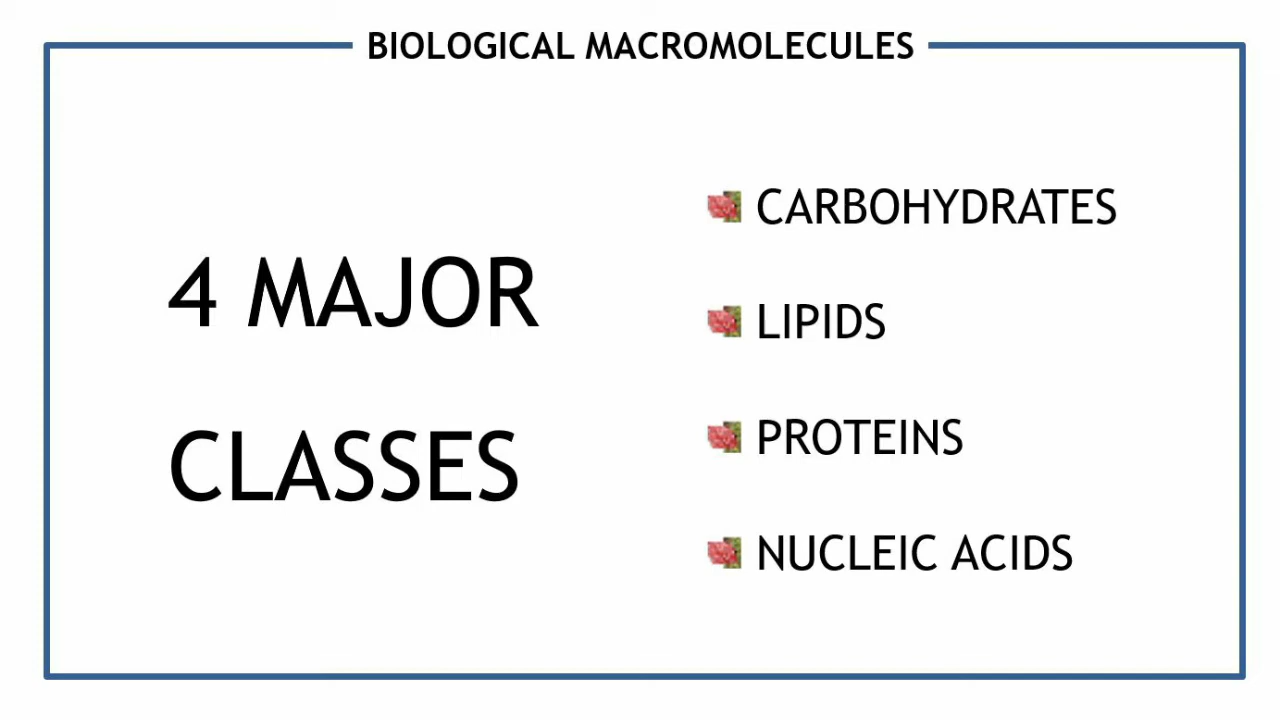 BIOLOGICAL MACROMOLECULES
4 MAJOR
CLASSES
CARBOHYDRATES
LIPIDS
PROTEINS
NUCLEIC ACIDS